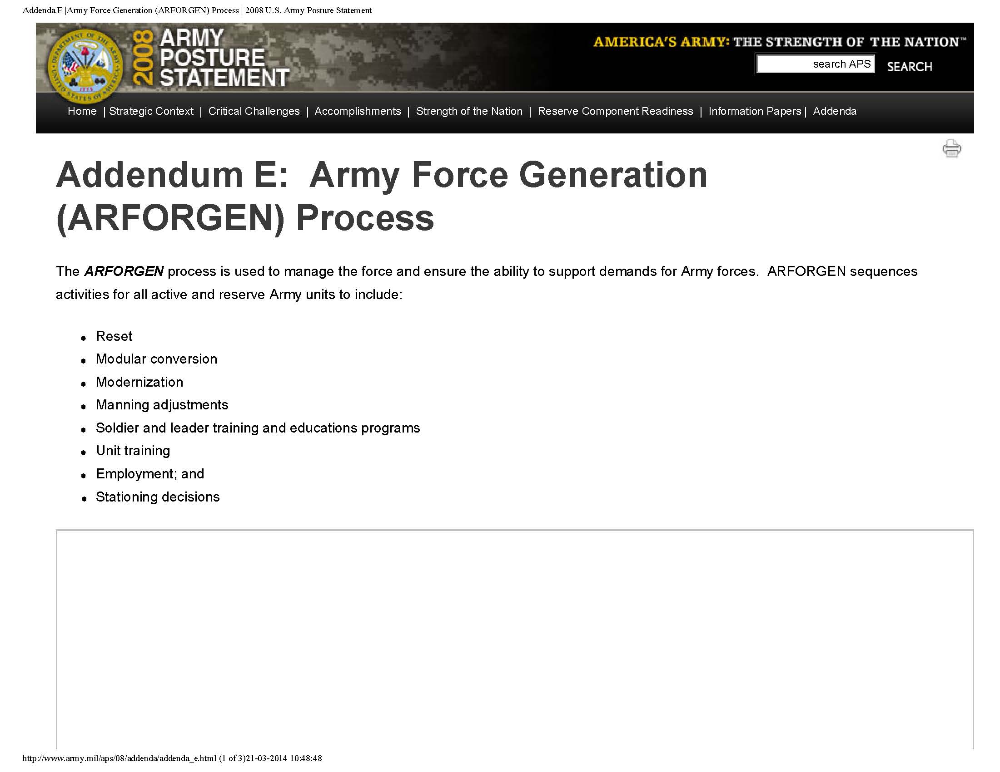 Addenda E |Army Force Generation (ARFORGEN) Process | 2008 U.S. Army Posture Statement
DEPARTMENT OF THE ARMY
UNITED STATES OF AMERICA
1775
2008
ARMY
POSTURE
STATEMENT
AMERICA'S ARMY: THE STRENGTH OF THE NATION™
search APS
SEARCH
Home | Strategic Context | Critical Challenges | Accomplishments | Strength of the Nation | Reserve Component Readiness | Information Papers | Addenda
Addendum E:  Army Force Generation
(ARFORGEN) Process
The ARFORGEN process is used to manage the force and ensure the ability to support demands for Army forces.  ARFORGEN sequences
activities for all active and reserve Army units to include:
● Reset
● Modular conversion
● Modernization
● Manning adjustments
● Soldier and leader training and educations programs
● Unit training
● Employment; and
● Stationing decisions
http://www.army.mil/aps/08/addenda/addenda_e.html (1 of 3)21-03-2014 10:48:48